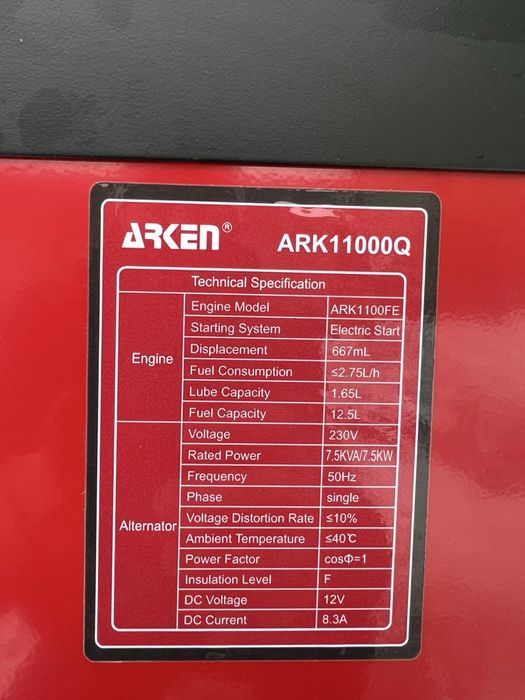 ARKEN® ARK11000Q
Technical Specification
Engine
Engine Model ARK1100FE
Starting System Electric Start
Displacement 667mL
Fuel Consumption ≤2.75L/h
Lube Capacity 1.65L
Fuel Capacity 12.5L
Alternator
Voltage 230V
Rated Power 7.5KVA/7.5KW
Frequency 50Hz
Phase single
Voltage Distortion Rate ≤10%
Ambient Temperature ≤40℃
Power Factor cosΦ=1
Insulation Level F
DC Voltage 12V
DC Current 8.3A